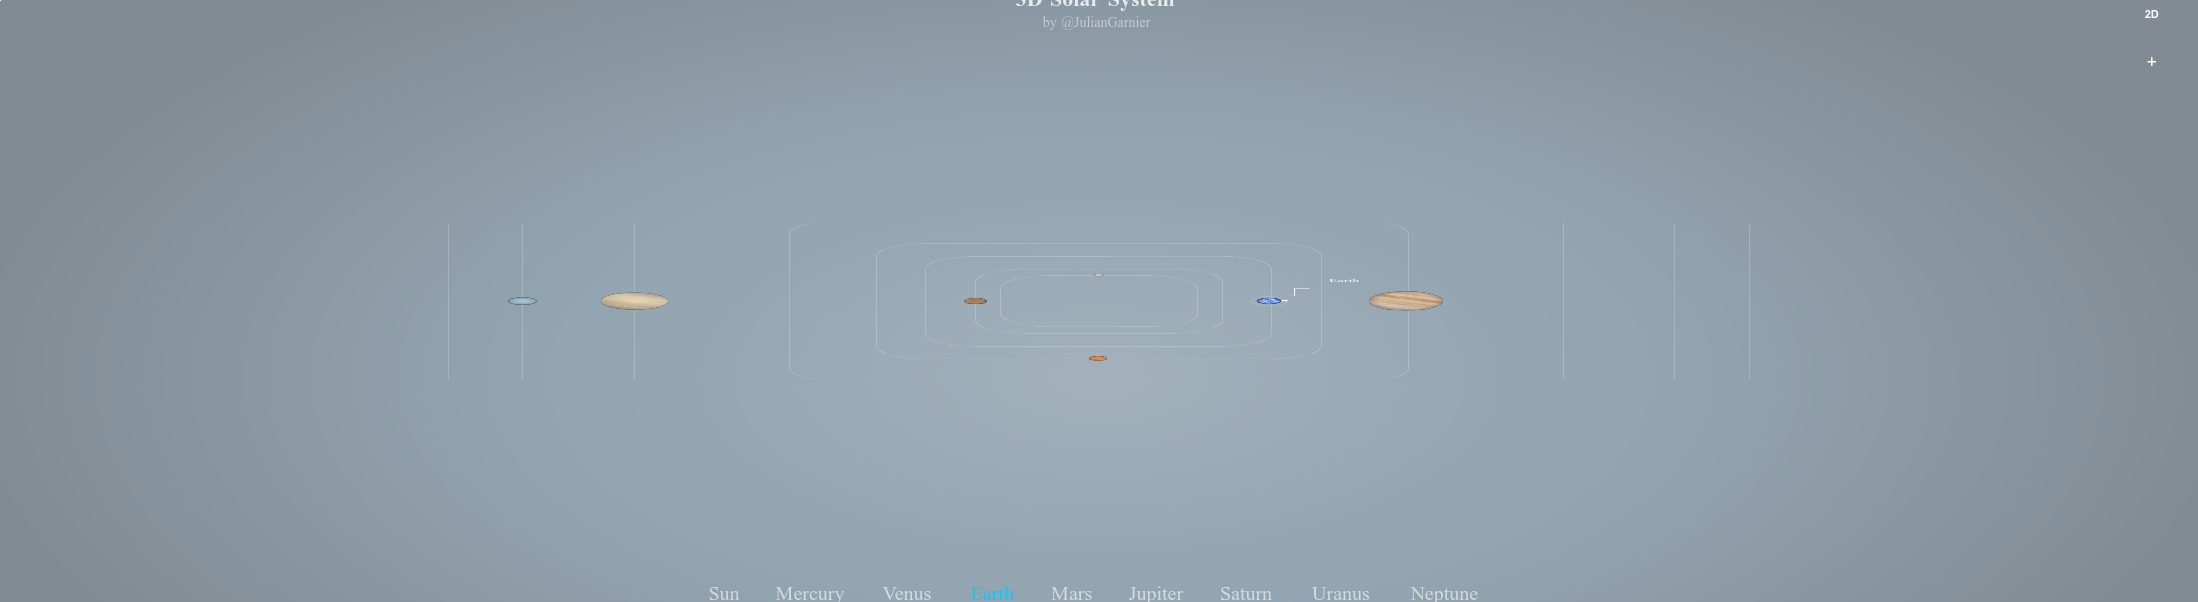 3D Solar System
by @JulianGarnier
2D
+
Earth
Sun Mercury Venus Earth Mars Jupiter Saturn Uranus Neptune